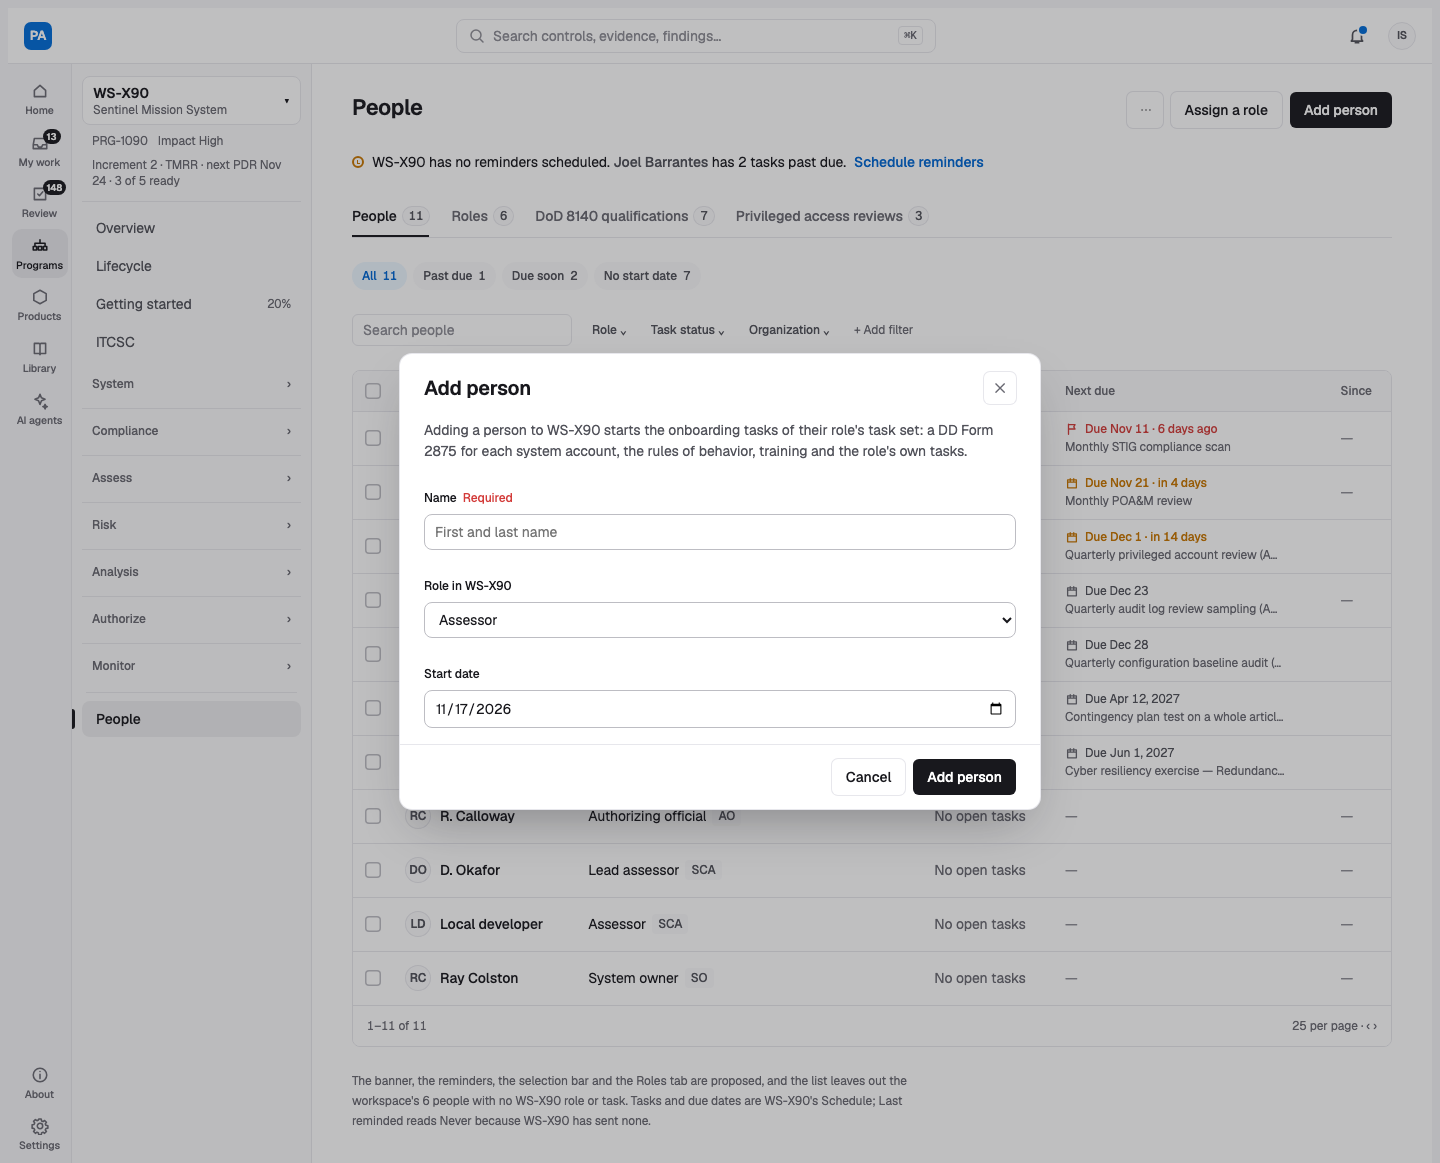 PA
Search controls, evidence, findings...
⌘K
IS
Home
13
My work
148
Review
Programs
Products
Library
AI agents
About
Settings
WS-X90
Sentinel Mission System
PRG-1090 Impact High
Increment 2 · TMRR · next PDR Nov
24 · 3 of 5 ready
Overview
Lifecycle
Getting started 20%
ITCSC
System
Compliance
Assess
Risk
Analysis
Authorize
Monitor
People
People
...
Assign a role
Add person
WS-X90 has no reminders scheduled. Joel Barrantes has 2 tasks past due. Schedule reminders
People 11 Roles 6 DoD 8140 qualifications 7 Privileged access reviews 3
All 11 Past due 1 Due soon 2 No start date 7
Search people Role Task status Organization + Add filter
Next due Since
Due Nov 11 · 6 days ago
Monthly STIG compliance scan —
Due Nov 21 · in 4 days
Monthly POA&M review —
Due Dec 1 · in 14 days
Quarterly privileged account review (A... —
Due Dec 23
Quarterly audit log review sampling (A... —
Due Dec 28
Quarterly configuration baseline audit (...
Due Apr 12, 2027
Contingency plan test on a whole articl...
Due Jun 1, 2027
Cyber resiliency exercise — Redundanc...
Add person
Adding a person to WS-X90 starts the onboarding tasks of their role's task set: a DD Form
2875 for each system account, the rules of behavior, training and the role's own tasks.
Name Required
First and last name
Role in WS-X90
Assessor
Start date
11/17/2026
Cancel
Add person
RC R. Calloway Authorizing official AO No open tasks — —
DO D. Okafor Lead assessor SCA No open tasks — —
LD Local developer Assessor SCA No open tasks — —
RC Ray Colston System owner SO No open tasks — —
1–11 of 11 25 per page · ‹ ›
The banner, the reminders, the selection bar and the Roles tab are proposed, and the list leaves out the
workspace's 6 people with no WS-X90 role or task. Tasks and due dates are WS-X90's Schedule; Last
reminded reads Never because WS-X90 has sent none.